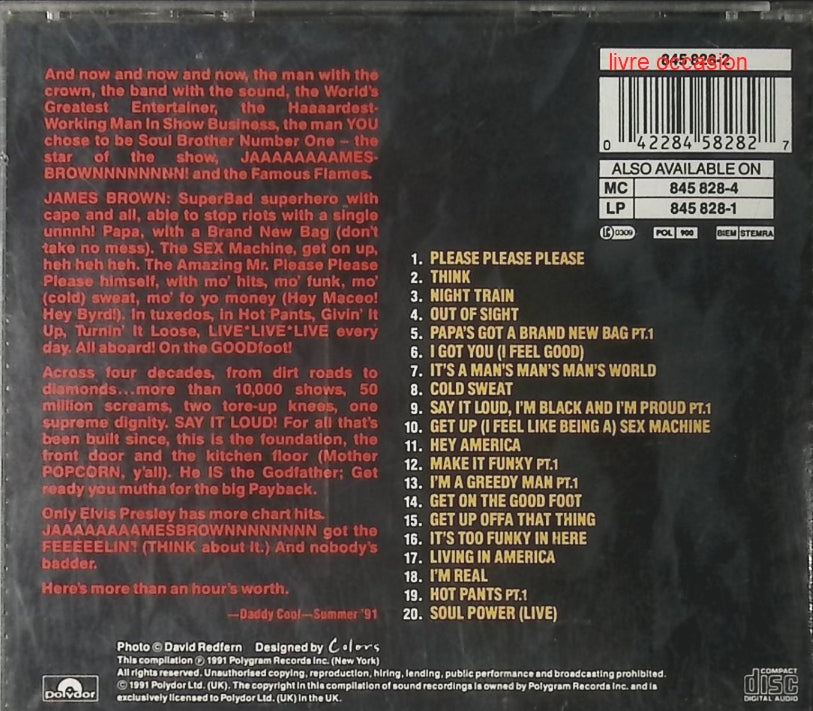 And now and now and now, the man with the
crown, the band with the sound, the World's
Greatest Entertainer, the Haaaardest-
Working Man In Show Business, the man YOU
chose to be Soul Brother Number One – the
star of the show, JAAAAAAAAMES-
BROWNNNNNNNN! and the Famous Flames.
JAMES BROWN: SuperBad superhero with
cape and all, able to stop riots with a single
unnnh! Papa, with a Brand New Bag (don't
take no mess). The SEX Machine, get on up,
heh heh heh. The Amazing Mr. Please Please
Please himself, with mo' hits, mo' funk, mo'
(cold) sweat, mo' fo yo money (Hey Maceo!
Hey Byrd!). In tuxedos, in Hot Pants, Givin' It
Up, Turnin' It Loose, LIVE*LIVE*LIVE every
day. All aboard! On the GOODfoot!
Across four decades, from dirt roads to
diamonds...more than 10,000 shows, 50
million screams, two tore-up knees, one
supreme dignity. SAY IT LOUD! For all that's
been built since, this is the foundation, the
front door and the kitchen floor (Mother
POPCORN, y'all). He IS the Godfather; Get
ready you mutha for the big Payback.
Only Elvis Presley has more chart hits.
JAAAAAAAAMESBROWNNNNNNNN got the
FEEEEELIN'! (THINK about it.) And nobody's
badder.
Here's more than an hour's worth.
—Daddy Cool—Summer '91
845 828-2
livre occasion
0 42284 58282 7
ALSO AVAILABLE ON
MC 845 828-4
LP 845 828-1
LC 0309 POL 900 BIEM STEMRA
1. PLEASE PLEASE PLEASE
2. THINK
3. NIGHT TRAIN
4. OUT OF SIGHT
5. PAPA'S GOT A BRAND NEW BAG PT.1
6. I GOT YOU (I FEEL GOOD)
7. IT'S A MAN'S MAN'S MAN'S WORLD
8. COLD SWEAT
9. SAY IT LOUD, I'M BLACK AND I'M PROUD PT.1
10. GET UP (I FEEL LIKE BEING A) SEX MACHINE
11. HEY AMERICA
12. MAKE IT FUNKY PT.1
13. I'M A GREEDY MAN PT.1
14. GET ON THE GOOD FOOT
15. GET UP OFFA THAT THING
16. IT'S TOO FUNKY IN HERE
17. LIVING IN AMERICA
18. I'M REAL
19. HOT PANTS PT.1
20. SOUL POWER (LIVE)
Photo © David Redfern Designed by Colors
This compilation ℗ 1991 Polygram Records Inc. (New York)
All rights reserved. Unauthorised copying, reproduction, hiring, lending, public performance and broadcasting prohibited.
© 1991 Polydor Ltd. (UK). The copyright in this compilation of sound recordings is owned by Polygram Records Inc. and is
exclusively licensed to Polydor Ltd. (UK) in the UK.
Polydor
COMPACT
disc
DIGITAL AUDIO